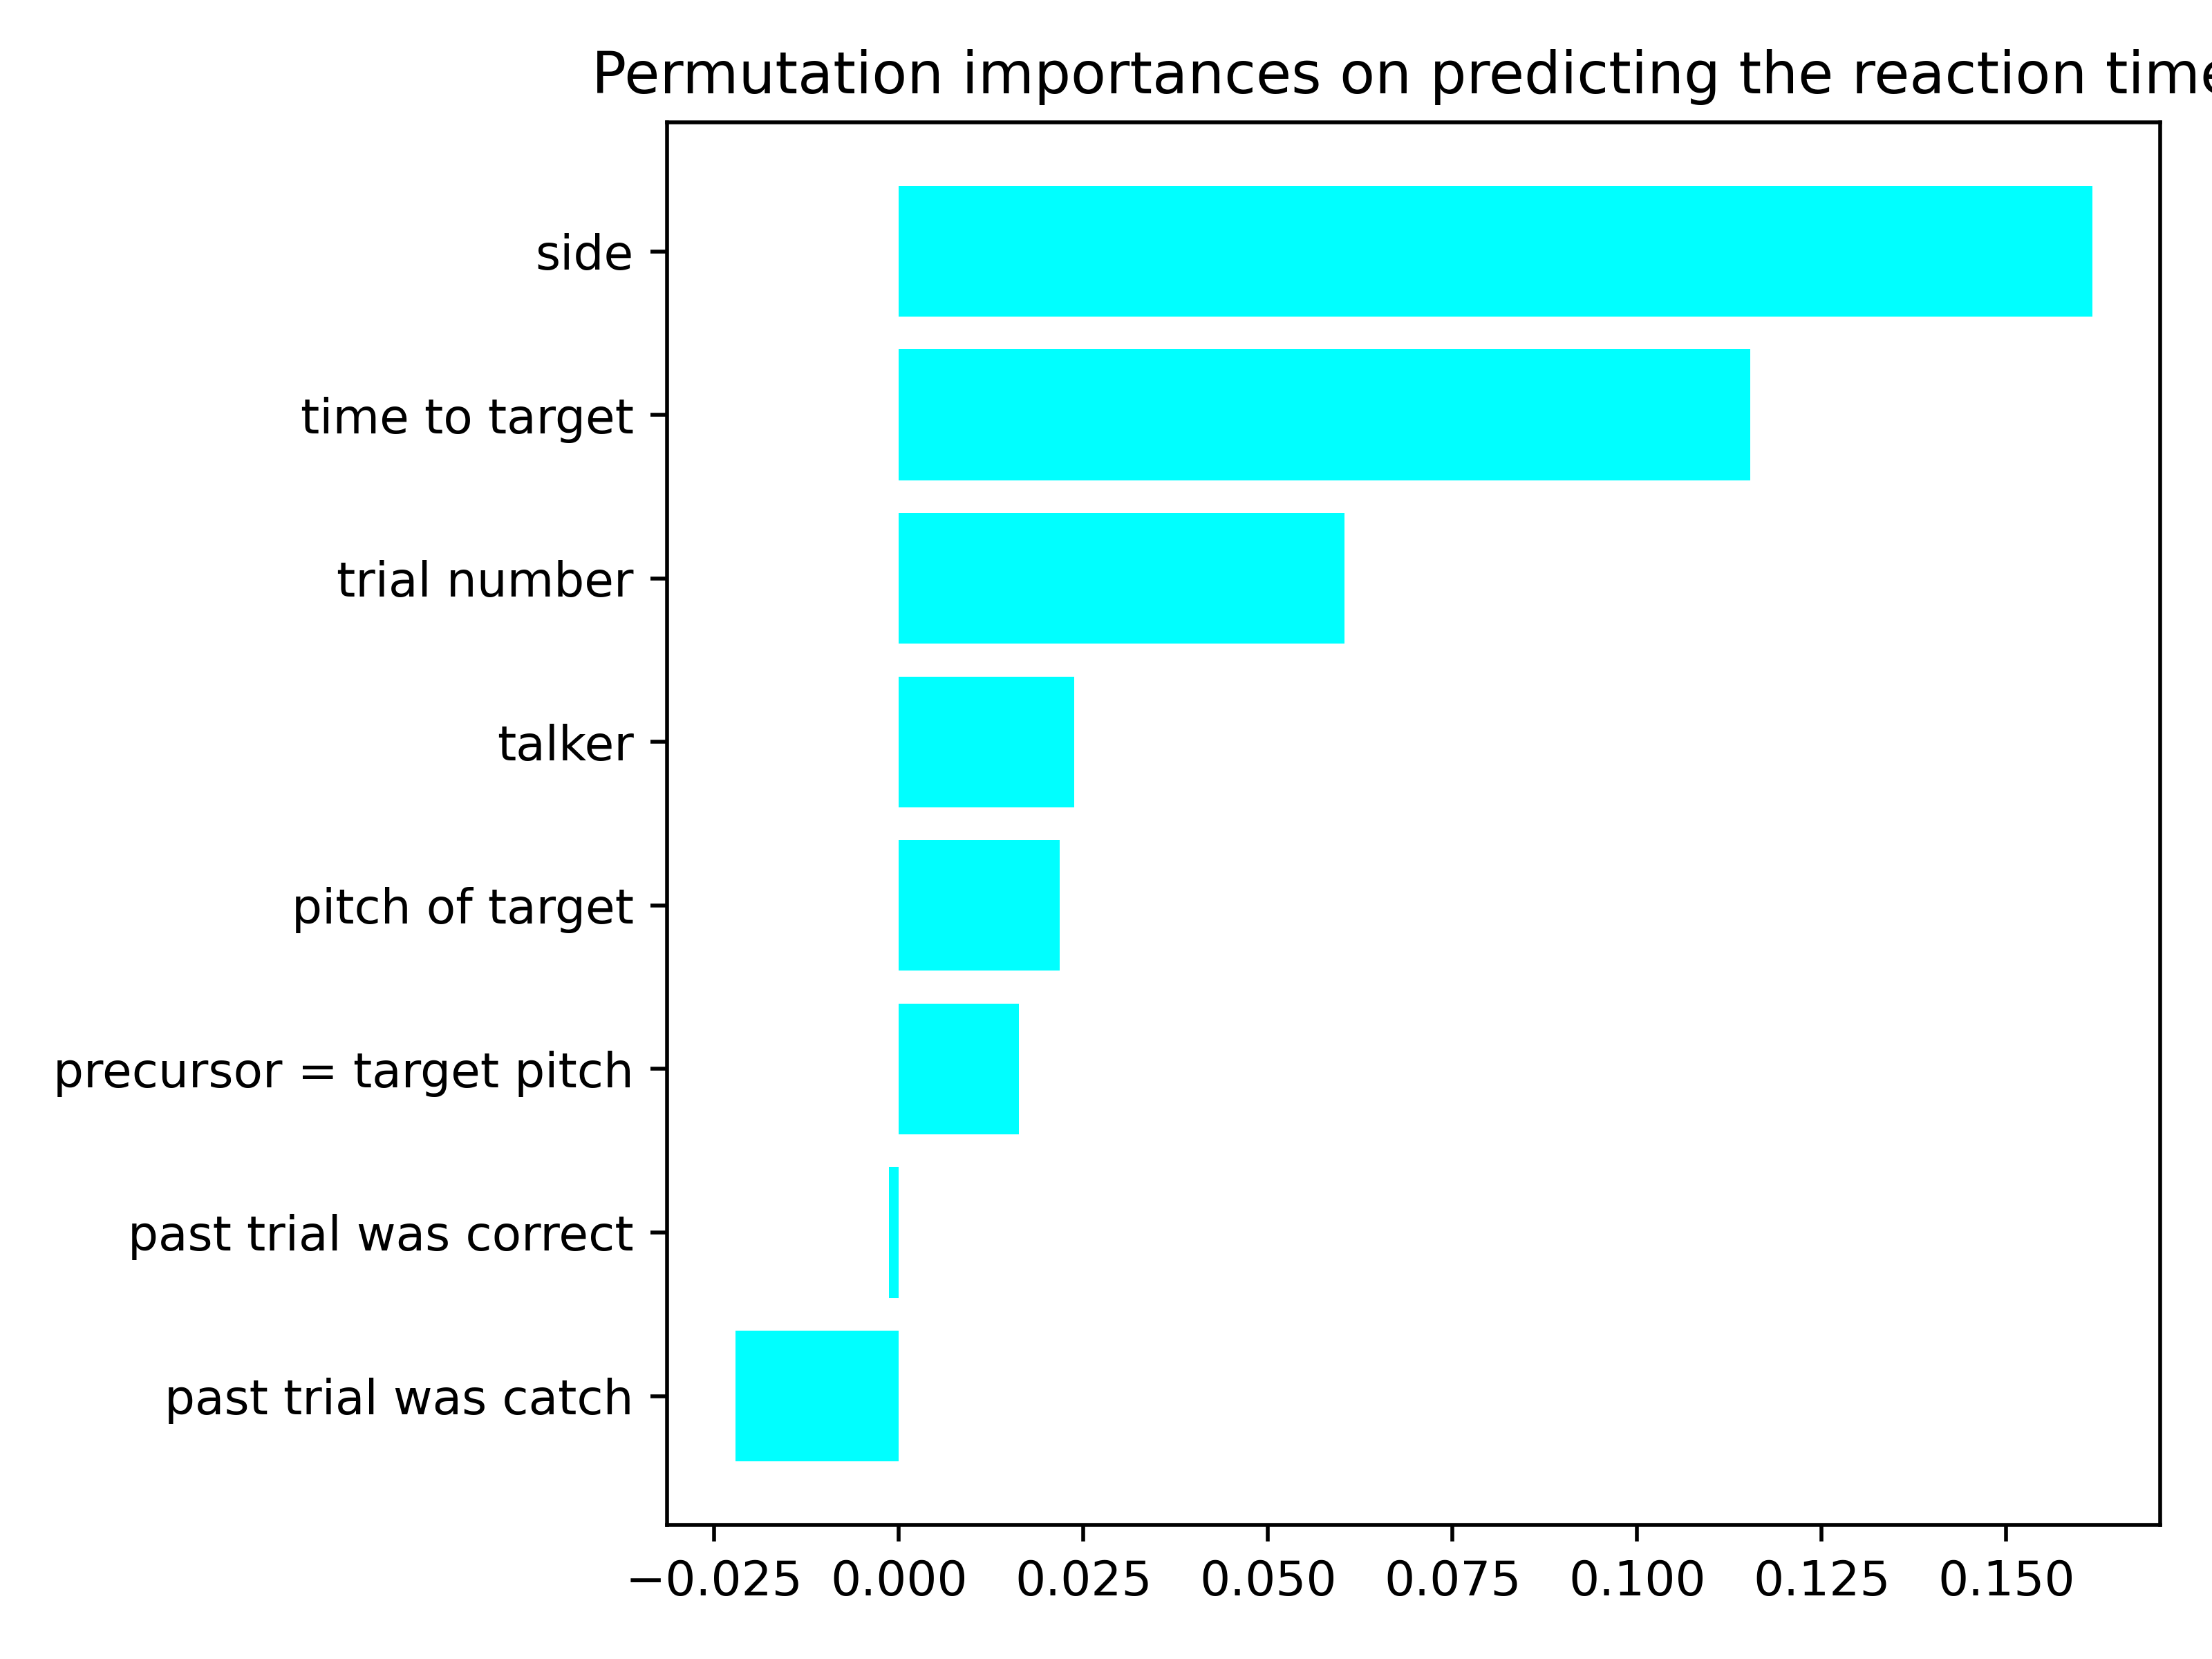 Permutation importances on predicting the reaction time
side
time to target
trial number
talker
pitch of target
precursor = target pitch
past trial was correct
past trial was catch
−0.025 0.000 0.025 0.050 0.075 0.100 0.125 0.150